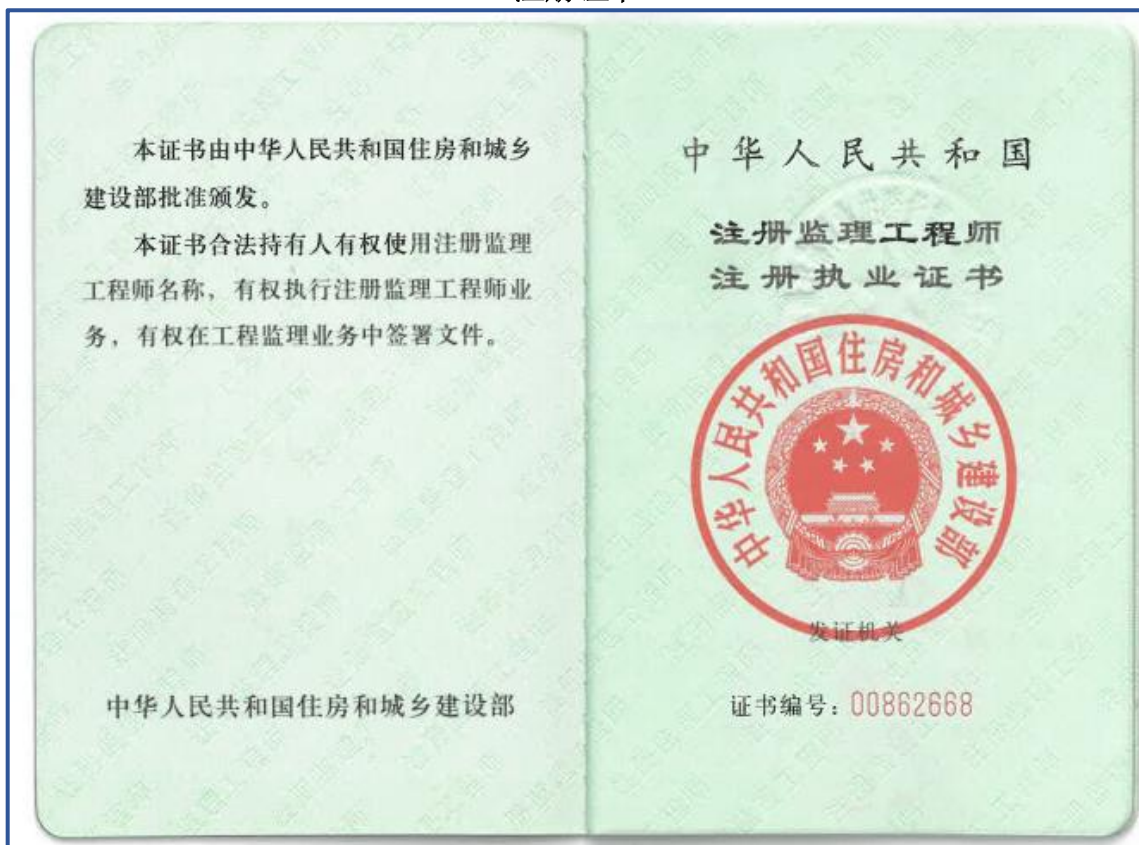 本证书由中华人民共和国住房和城乡
建设部批准颁发。
本证书合法持有人有权使用注册监理
工程师名称，有权执行注册监理工程师业
务，有权在工程监理业务中签署文件。
中华人民共和国住房和城乡建设部
中华人民共和国
注册监理工程师
注册执业证书
中华人民共和国住房和城乡建设部
发证机关
证书编号：00862668